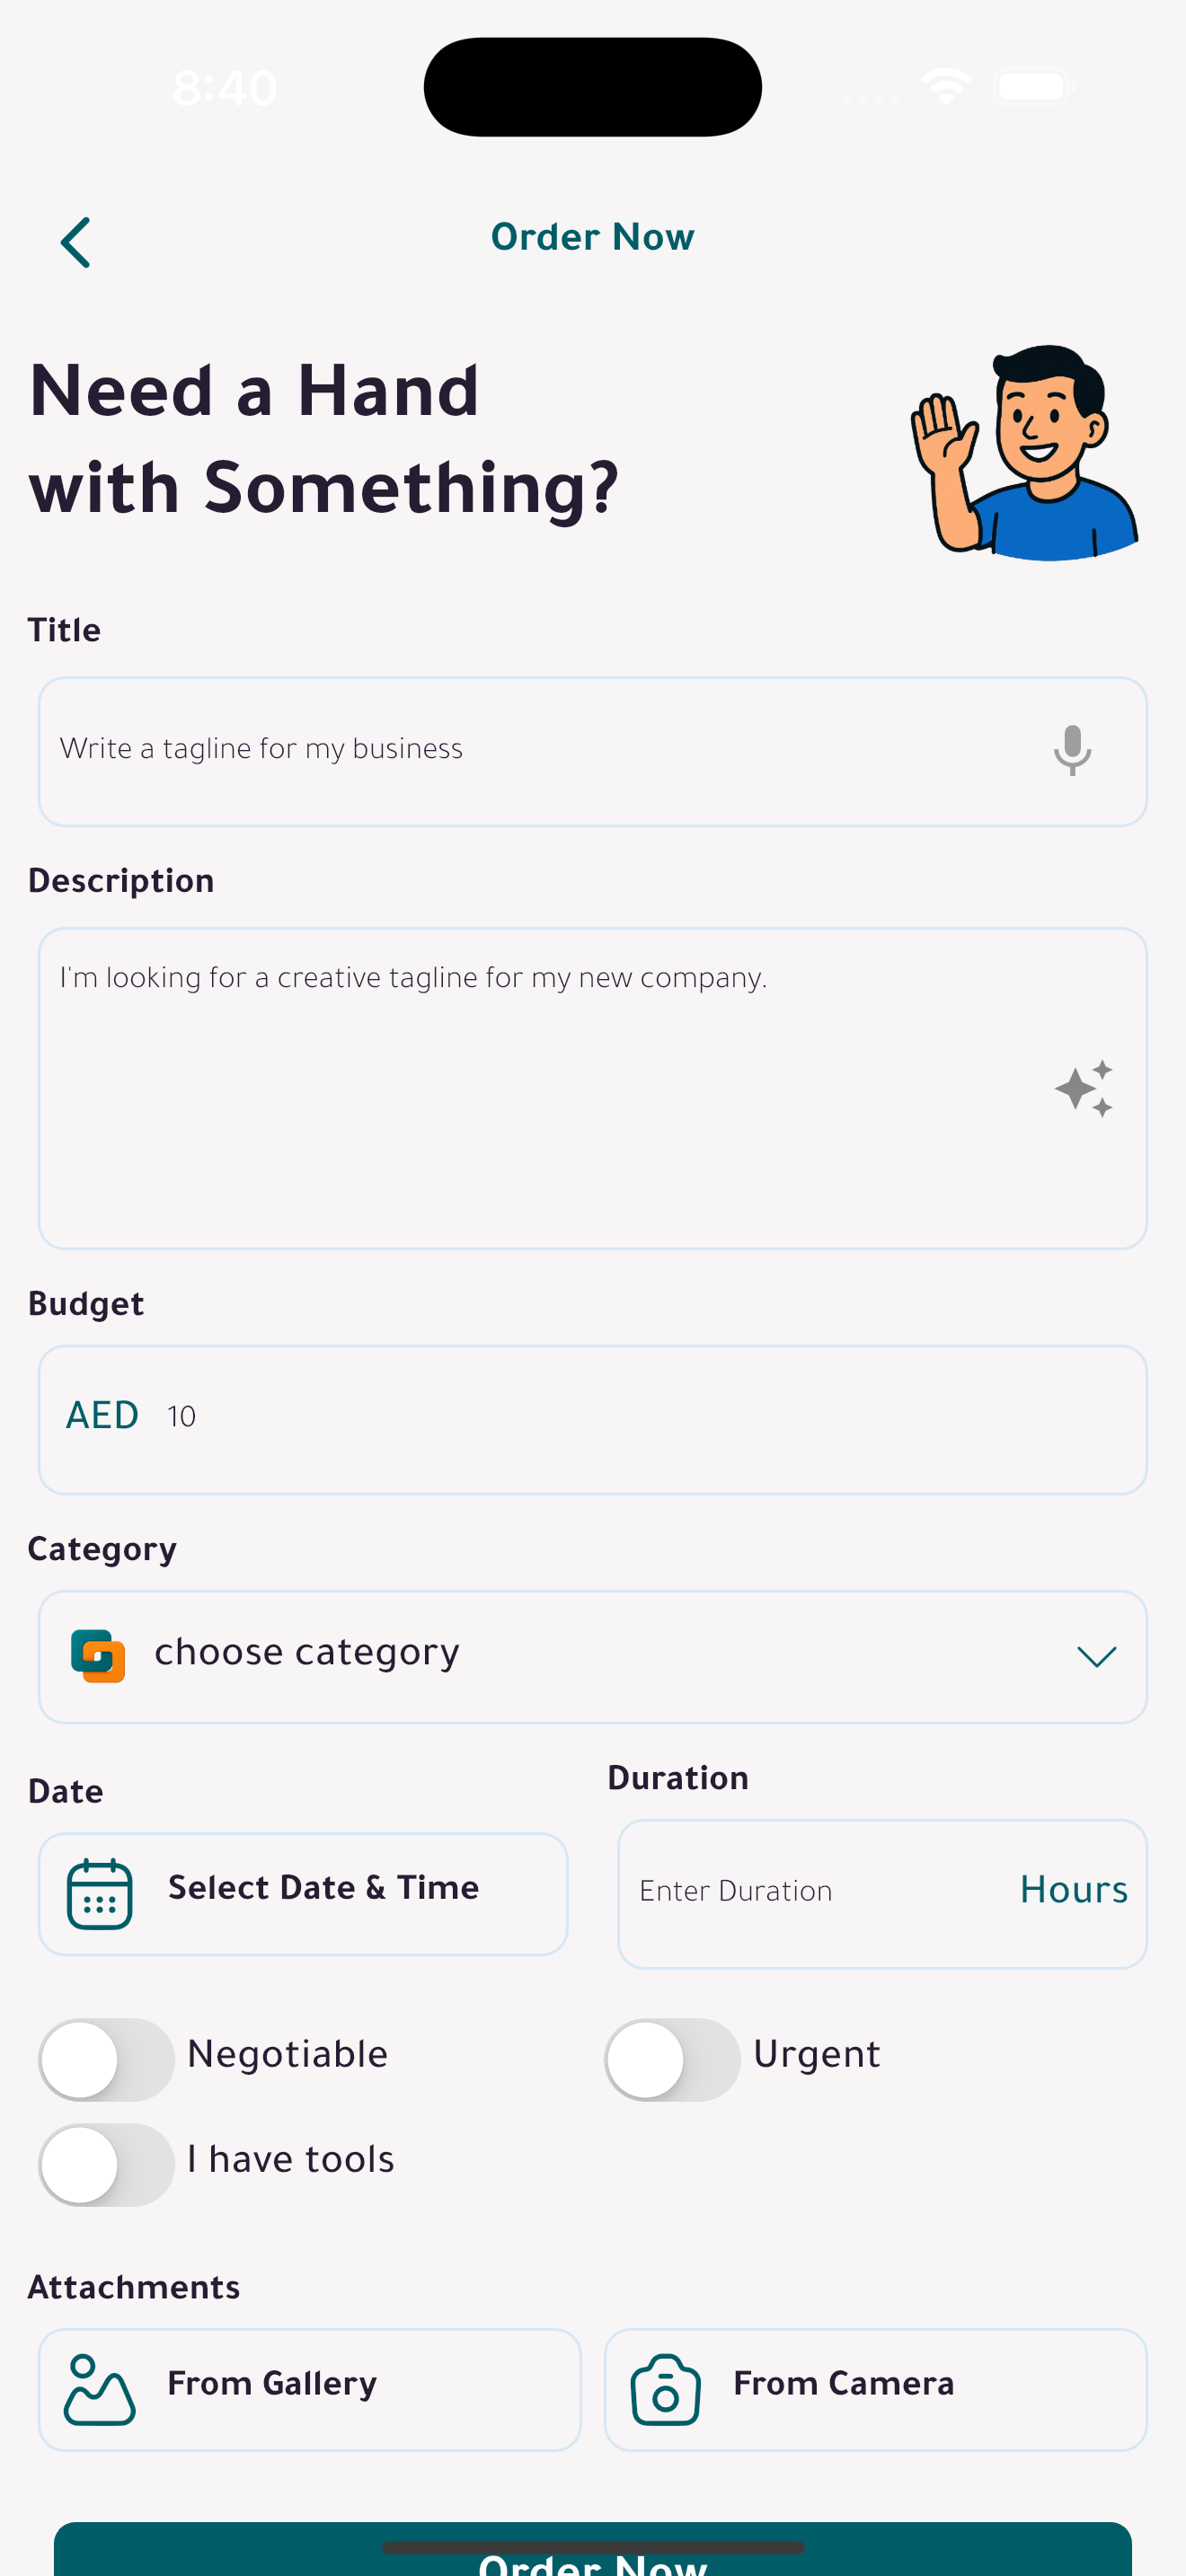 8:40
Order Now
Need a Hand
with Something?
Title
Write a tagline for my business
Description
I'm looking for a creative tagline for my new company.
Budget
AED 10
Category
choose category
Date
Duration
Select Date & Time
Enter Duration Hours
Negotiable
Urgent
I have tools
Attachments
From Gallery
From Camera
Order Now